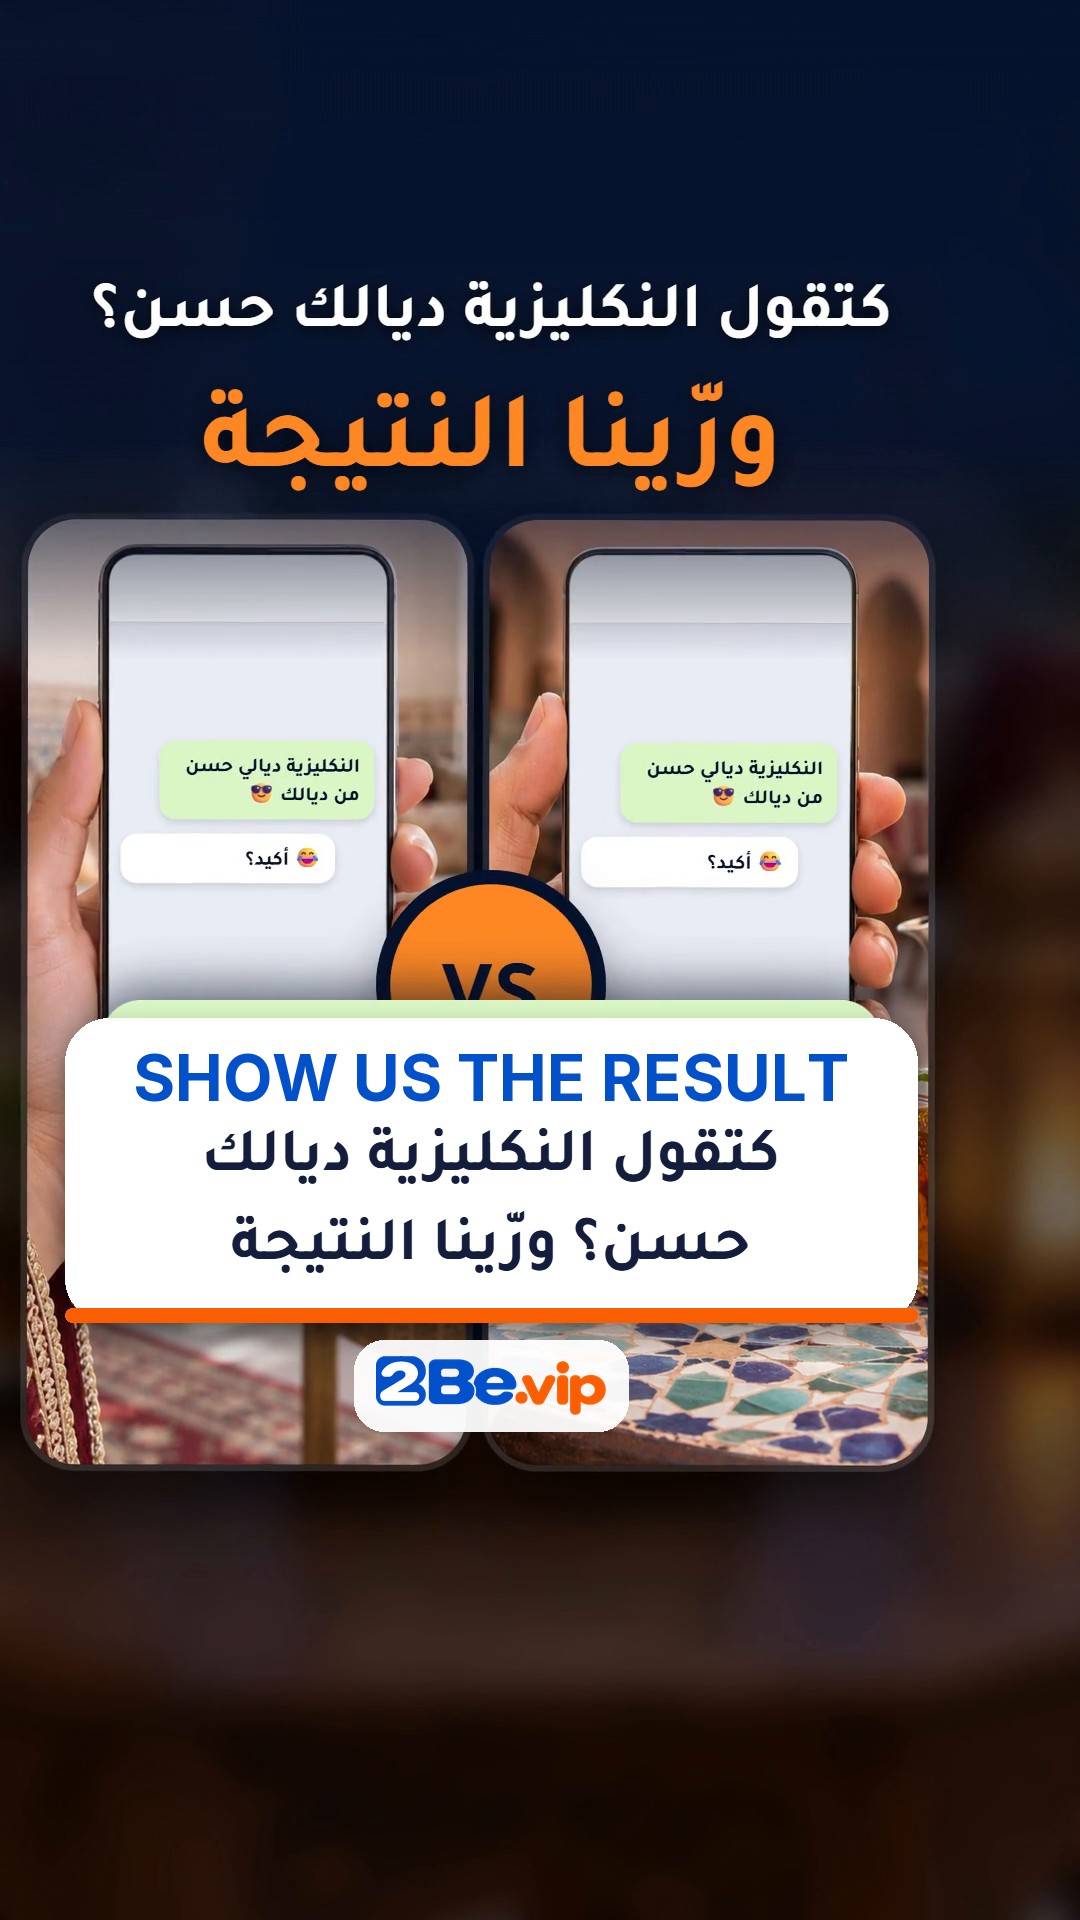 كتقول النكليزية ديالك حسن؟
ورّينا النتيجة
النكليزية ديالي حسن
من ديالك 😎
😂 أكيد؟
النكليزية ديالي حسن
من ديالك 😎
😂 أكيد؟
VS
SHOW US THE RESULT
كتقول النكليزية ديالك
حسن؟ ورّينا النتيجة
2Be.vip